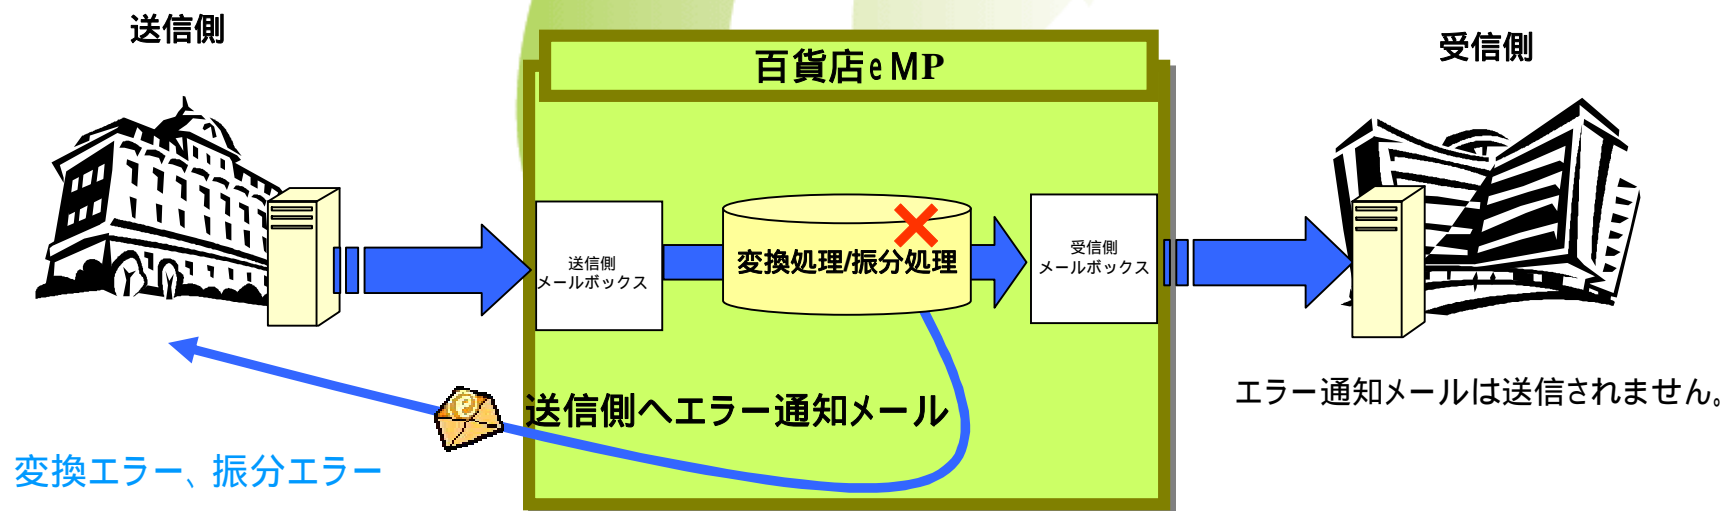 送信側
受信側
百貨店eMP
送信側
メールボックス
変換処理/振分処理
受信側
メールボックス
エラー通知メールは送信されません。
送信側へエラー通知メール
変換エラー、振分エラー